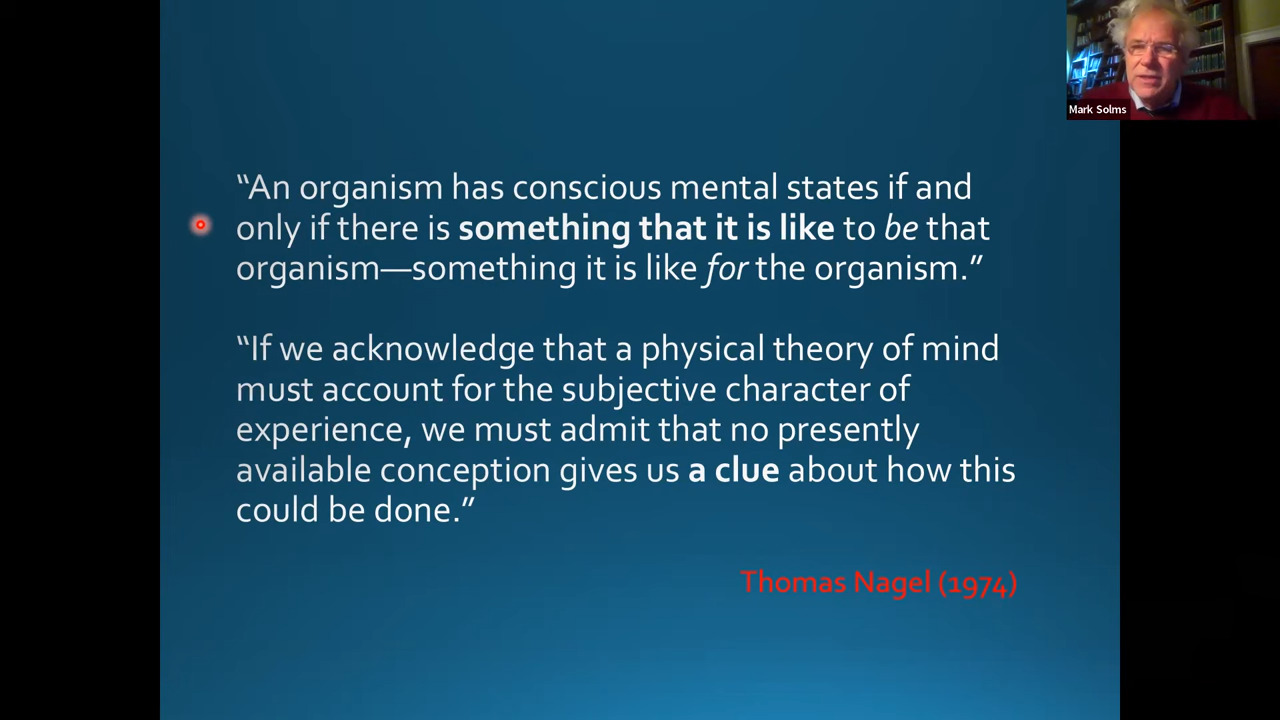 Mark Solms
“An organism has conscious mental states if and
only if there is something that it is like to be that
organism—something it is like for the organism.”
“If we acknowledge that a physical theory of mind
must account for the subjective character of
experience, we must admit that no presently
available conception gives us a clue about how this
could be done.”
Thomas Nagel (1974)